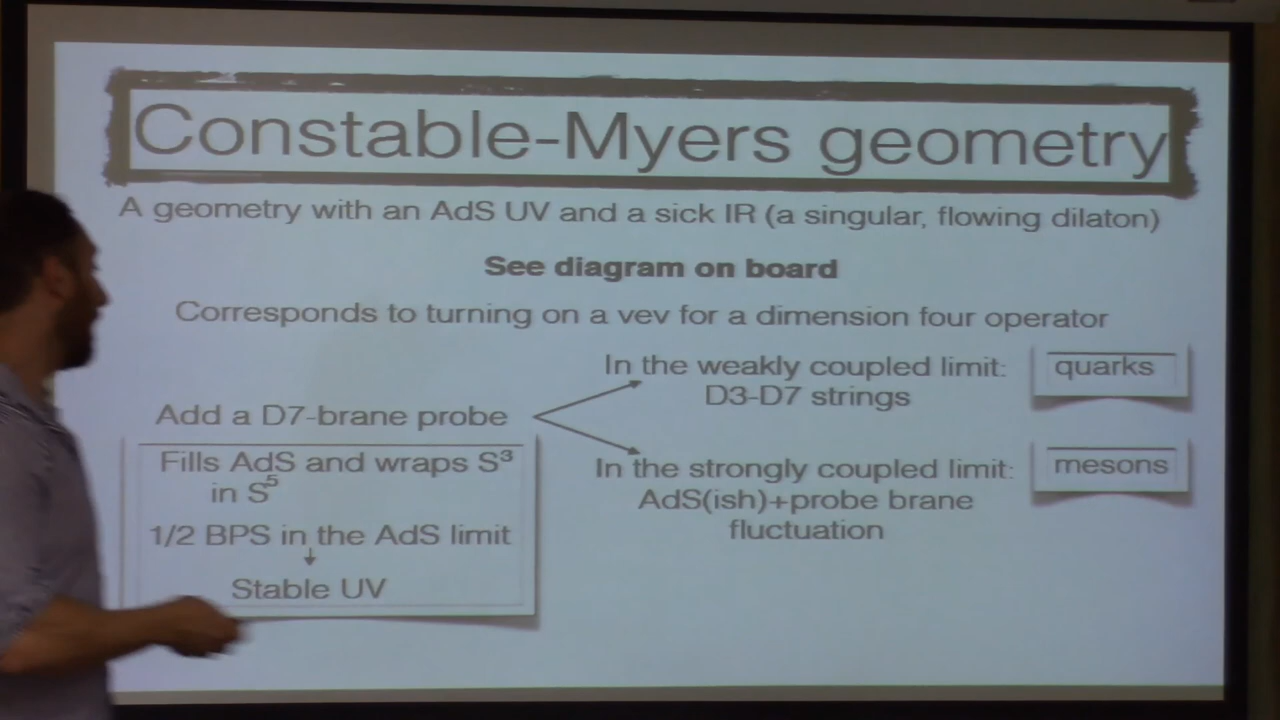 Constable-Myers geometry
A geometry with an AdS UV and a sick IR (a singular, flowing dilaton)
See diagram on board
Corresponds to turning on a vev for a dimension four operator
Add a D7-brane probe
Fills AdS and wraps S³
in S⁵
1/2 BPS in the AdS limit
↓
Stable UV
In the weakly coupled limit:
D3-D7 strings
quarks
In the strongly coupled limit:
AdS(ish)+probe brane
fluctuation
mesons